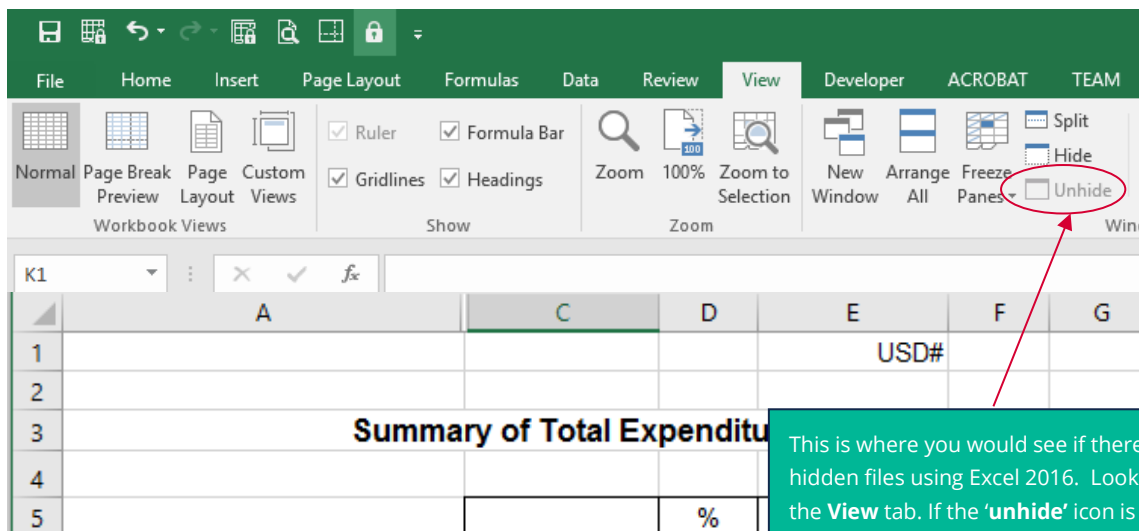 File Home Insert Page Layout Formulas Data Review View Developer ACROBAT TEAM
Ruler Formula Bar 100 Split
Hide
Normal Page Break Page Custom Gridlines Headings Zoom 100% Zoom to New Arrange Freeze Unhide
Preview Layout Views Selection Window All Panes
Workbook Views Show Zoom
K1 fx
A C D E F G
1 USD#
2
3 Summary of Total
4
5 %
This is where you would see if there
hidden files using Excel 2016. Look
the View tab. If the ‘unhide’ icon is